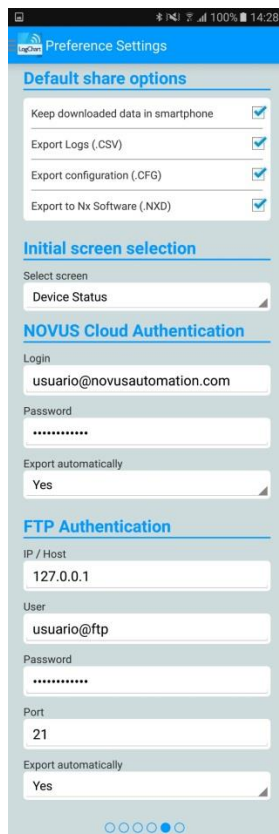 100% 14:28
LogChart
Preference Settings
Default share options
Keep downloaded data in smartphone
Export Logs (.CSV)
Export configuration (.CFG)
Export to Nx Software (.NXD)
Initial screen selection
Select screen
Device Status
NOVUS Cloud Authentication
Login
usuario@novusautomation.com
Password
••••••••••••
Export automatically
Yes
FTP Authentication
IP / Host
127.0.0.1
User
usuario@ftp
Password
••••••••••••
Port
21
Export automatically
Yes